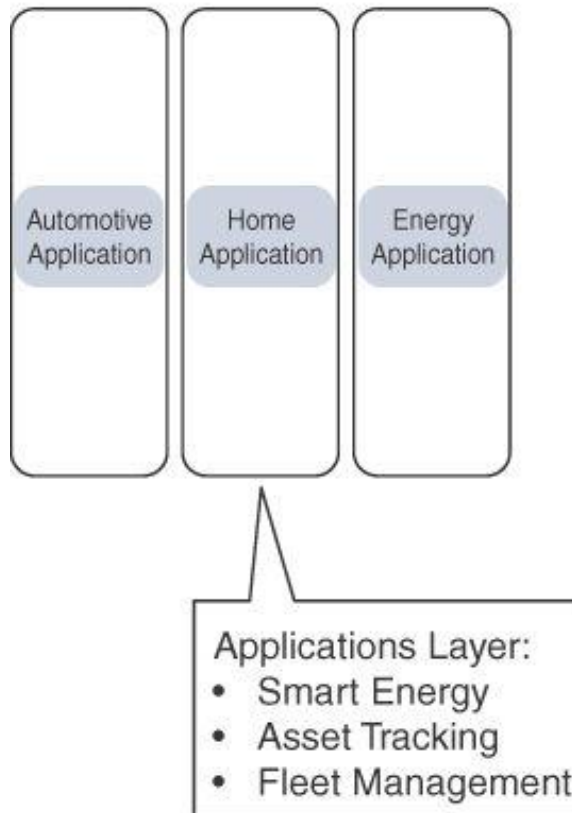 Automotive
Application
Home
Application
Energy
Application
Applications Layer:
• Smart Energy
• Asset Tracking
• Fleet Management